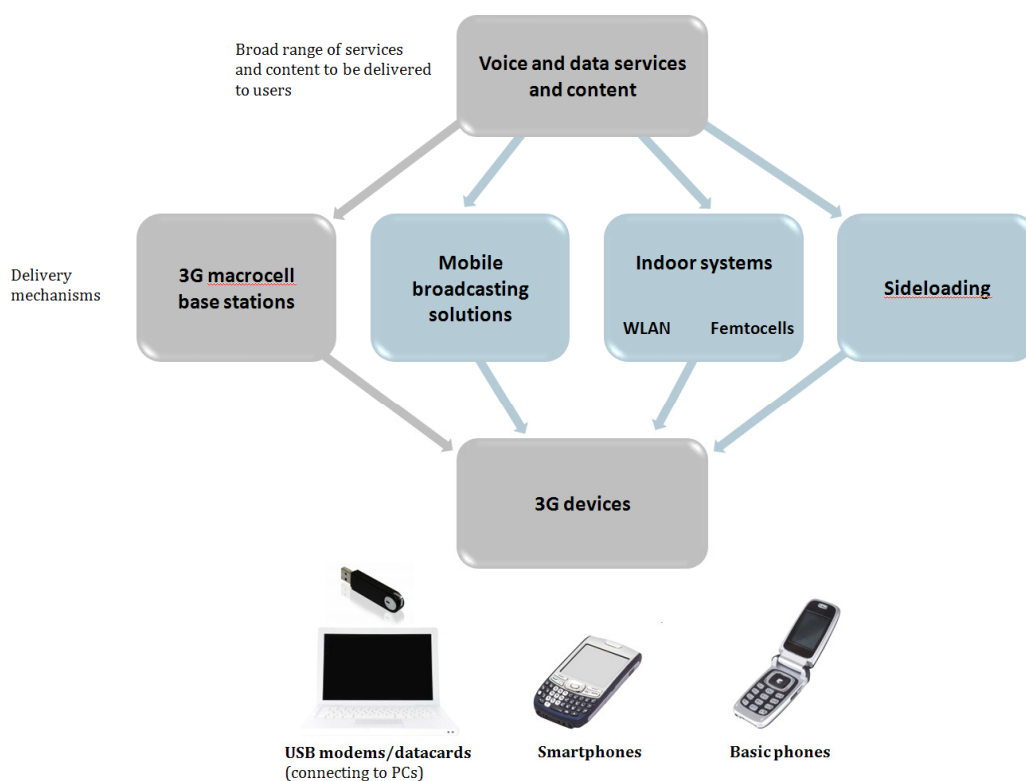 Broad range of services
and content to be delivered
to users
Voice and data services
and content
Delivery
mechanisms
3G macrocell
base stations
Mobile
broadcasting
solutions
Indoor systems
WLAN Femtocells
Sideloading
3G devices
USB modems/datacards
(connecting to PCs)
Smartphones
Basic phones